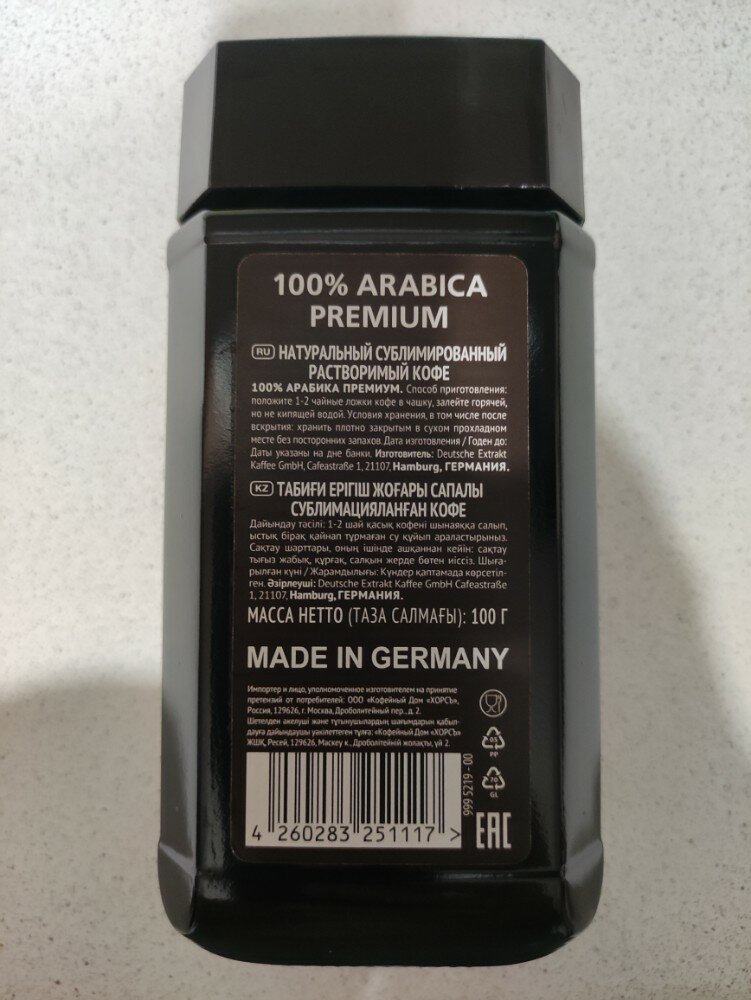 100% ARABICA
PREMIUM
RU НАТУРАЛЬНЫЙ СУБЛИМИРОВАННЫЙ
РАСТВОРИМЫЙ КОФЕ
100% АРАБИКА ПРЕМИУМ. Способ приготовления:
положите 1-2 чайные ложки кофе в чашку, залейте горячей,
но не кипящей водой. Условия хранения, в том числе после
вскрытия: хранить плотно закрытым в сухом прохладном
месте без посторонних запахов. Дата изготовления / Годен до:
Даты указаны на дне банки. Изготовитель: Deutsche Extrakt
Kaffee GmbH, Cafeastraße 1, 21107, Hamburg, ГЕРМАНИЯ.
KZ ТАБИҒИ ЕРІГІШ ЖОҒАРЫ САПАЛЫ
СУБЛИМАЦИЯЛАНҒАН КОФЕ
Дайындау тәсілі: 1-2 шай қасық кофені шынаяққа салып,
ыстық бірақ қайнап тұрмаған су құйып араластырыңыз.
Сақтау шарттары, оның ішінде ашқаннан кейін: сақтау
тығыз жабық, құрғақ, салқын жерде бөтен иіссіз. Шыға-
рылған күні / Жарамдылығы: Күндер қаптамада көрсетіл-
ген. Әзірлеуші: Deutsche Extrakt Kaffee GmbH Cafeastraße
1, 21107, Hamburg, ГЕРМАНИЯ.
МАССА НЕТТО (ТАЗА САЛМАҒЫ): 100 Г
MADE IN GERMANY
Импортер и лицо, уполномоченное изготовителем на принятие
претензий от потребителей: ООО «Кофейный Дом «ХОРСЪ»,
Россия, 129626, г. Москва, Дроболитейный пер., д. 2.
Шетелден әкелуші және тұтынушылардың шағымдарын қабыл-
дауға дайындаушы уәкілеттеген тұлға: «Кофейный Дом «ХОРСЪ»
ЖШҚ, Ресей, 129626, Маскеу к., Дроболітейній жолақты, үй 2.
05
PP
70
GL
999 5219 - 00
4 260283 251117 >
EAC